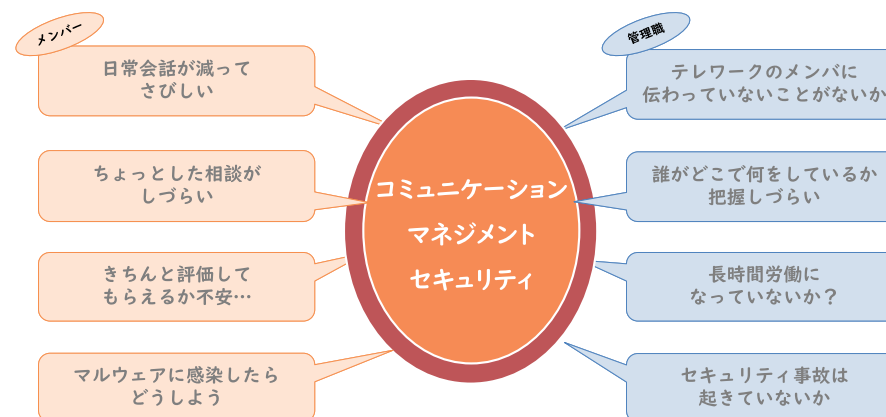 メンバー
日常会話が減って
さびしい
ちょっとした相談が
しづらい
きちんと評価して
もらえるか不安…
マルウェアに感染したら
どうしよう
コミュニケーション
マネジメント
セキュリティ
管理職
テレワークのメンバに
伝わっていないことがないか
誰がどこで何をしているか
把握しづらい
長時間労働に
なっていないか？
セキュリティ事故は
起きていないか